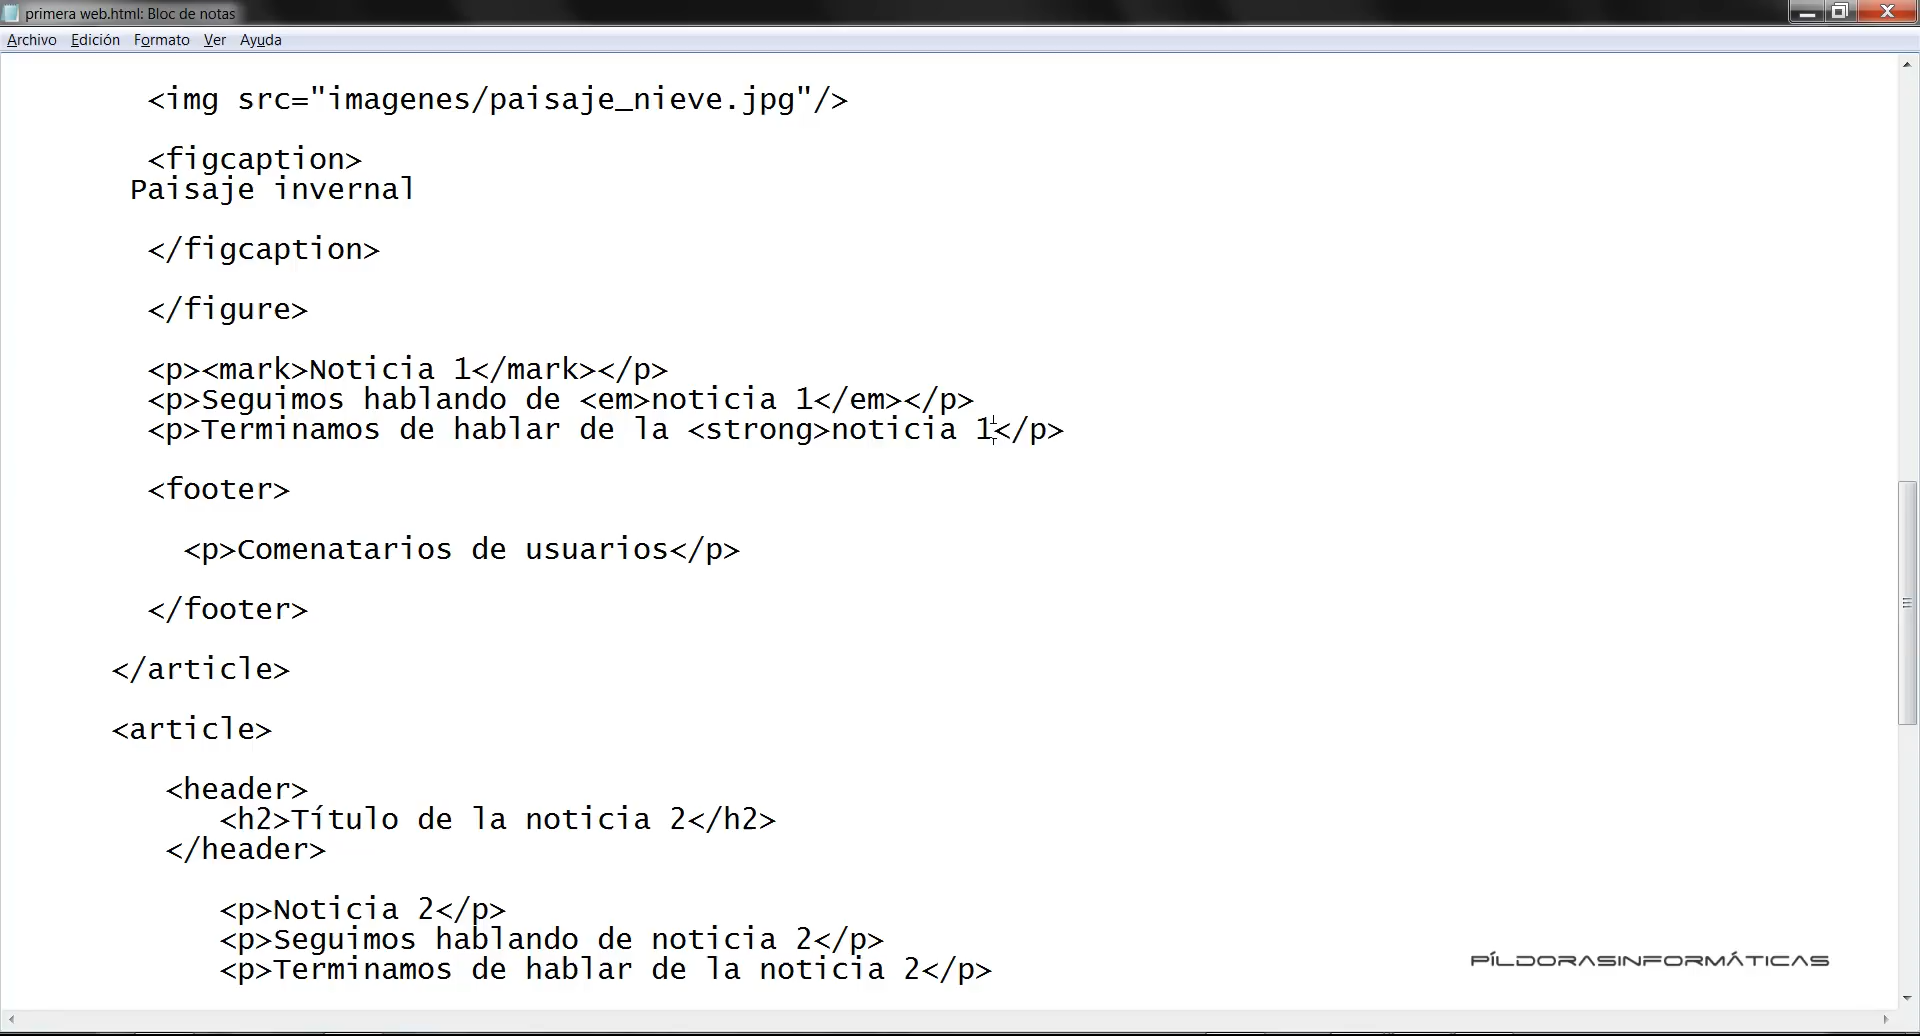 primera web.html: Bloc de notas
Archivo Edición Formato Ver Ayuda
<img src="imagenes/paisaje_nieve.jpg"/>
<figcaption>
Paisaje invernal
</figcaption>
</figure>
<p><mark>Noticia 1</mark></p>
<p>Seguimos hablando de <em>noticia 1</em></p>
<p>Terminamos de hablar de la <strong>noticia 1</p>
<footer>
<p>Comenatarios de usuarios</p>
</footer>
</article>
<article>
<header>
<h2>Título de la noticia 2</h2>
</header>
<p>Noticia 2</p>
<p>Seguimos hablando de noticia 2</p>
<p>Terminamos de hablar de la noticia 2</p>
PÍLDORASINFORMÁTICAS